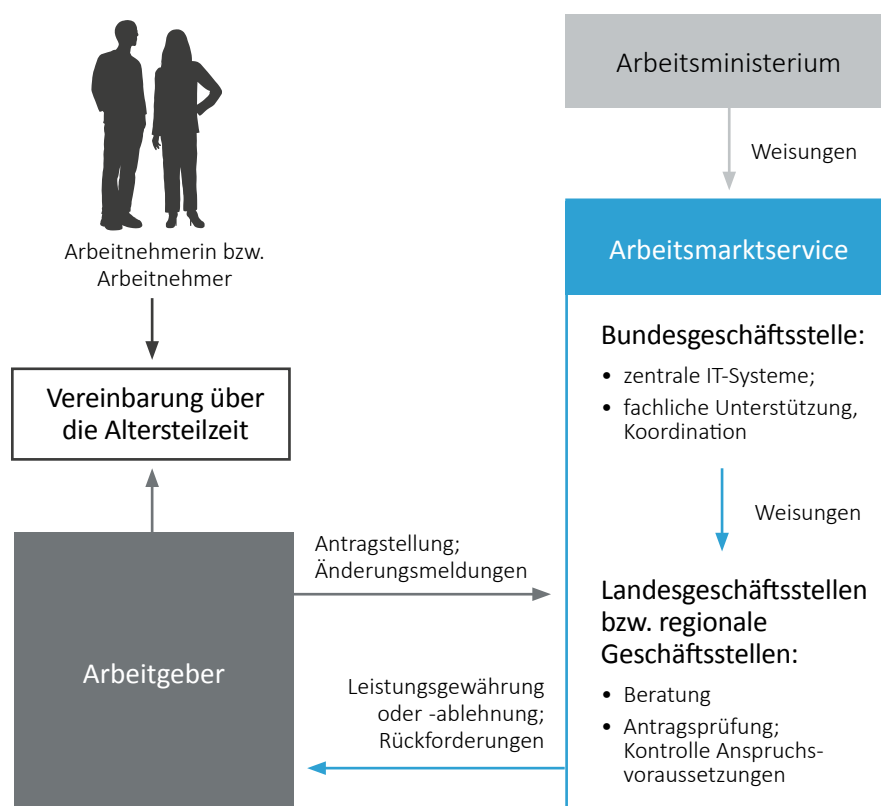 Arbeitsministerium
Weisungen
Arbeitnehmerin bzw.
Arbeitnehmer
Arbeitsmarktservice
Vereinbarung über
die Altersteilzeit
Bundesgeschäftsstelle:
• zentrale IT-Systeme;
• fachliche Unterstützung,
Koordination
Weisungen
Arbeitgeber
Antragstellung;
Änderungsmeldungen
Leistungsgewährung
oder -ablehnung;
Rückforderungen
Landesgeschäftsstellen
bzw. regionale
Geschäftsstellen:
• Beratung
• Antragsprüfung;
Kontrolle Anspruchs-
voraussetzungen